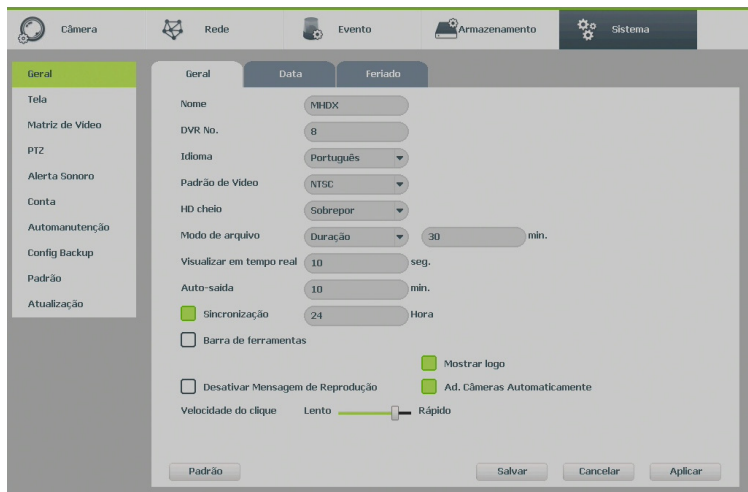 Câmera Rede Evento Armazenamento Sistema
Geral
Tela
Matriz de Vídeo
PTZ
Alerta Sonoro
Conta
Automanutenção
Config Backup
Padrão
Atualização
Geral Data Feriado
Nome MHDX
DVR No. 8
Idioma Português
Padrão de Vídeo NTSC
HD cheio Sobrepor
Modo de arquivo Duração 30 min.
Visualizar em tempo real 10 seg.
Auto-saída 10 min.
Sincronização 24 Hora
Barra de ferramentas
Mostrar logo
Desativar Mensagem de Reprodução Ad. Câmeras Automaticamente
Velocidade do clique Lento Rápido
Padrão Salvar Cancelar Aplicar